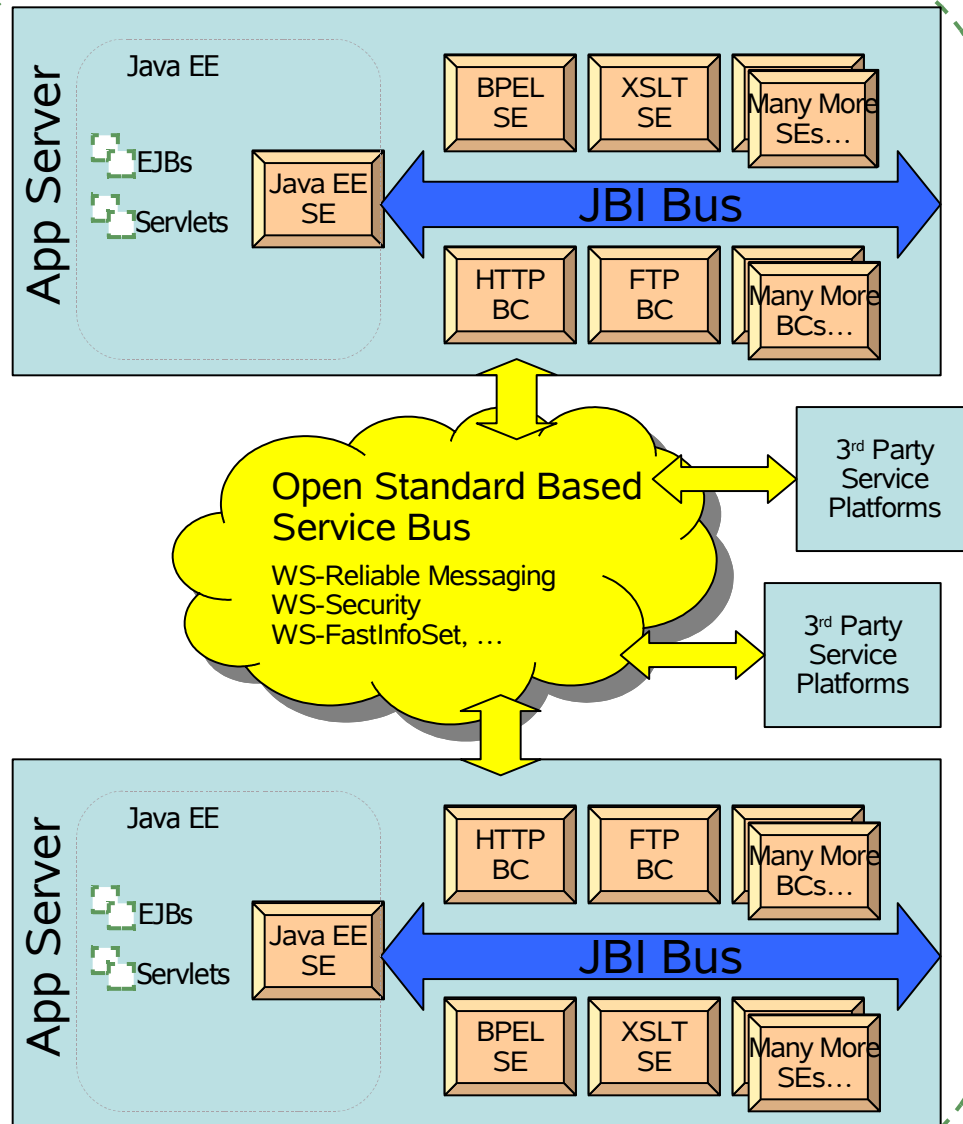 App Server
Java EE
EJBs
Servlets
Java EE
SE
BPEL
SE
XSLT
SE
Many More
SEs…
JBI Bus
HTTP
BC
FTP
BC
Many More
BCs…
Open Standard Based
Service Bus
WS-Reliable Messaging
WS-Security
WS-FastInfoSet, …
3rd Party
Service
Platforms
3rd Party
Service
Platforms
App Server
Java EE
EJBs
Servlets
Java EE
SE
HTTP
BC
FTP
BC
Many More
BCs…
JBI Bus
BPEL
SE
XSLT
SE
Many More
SEs…